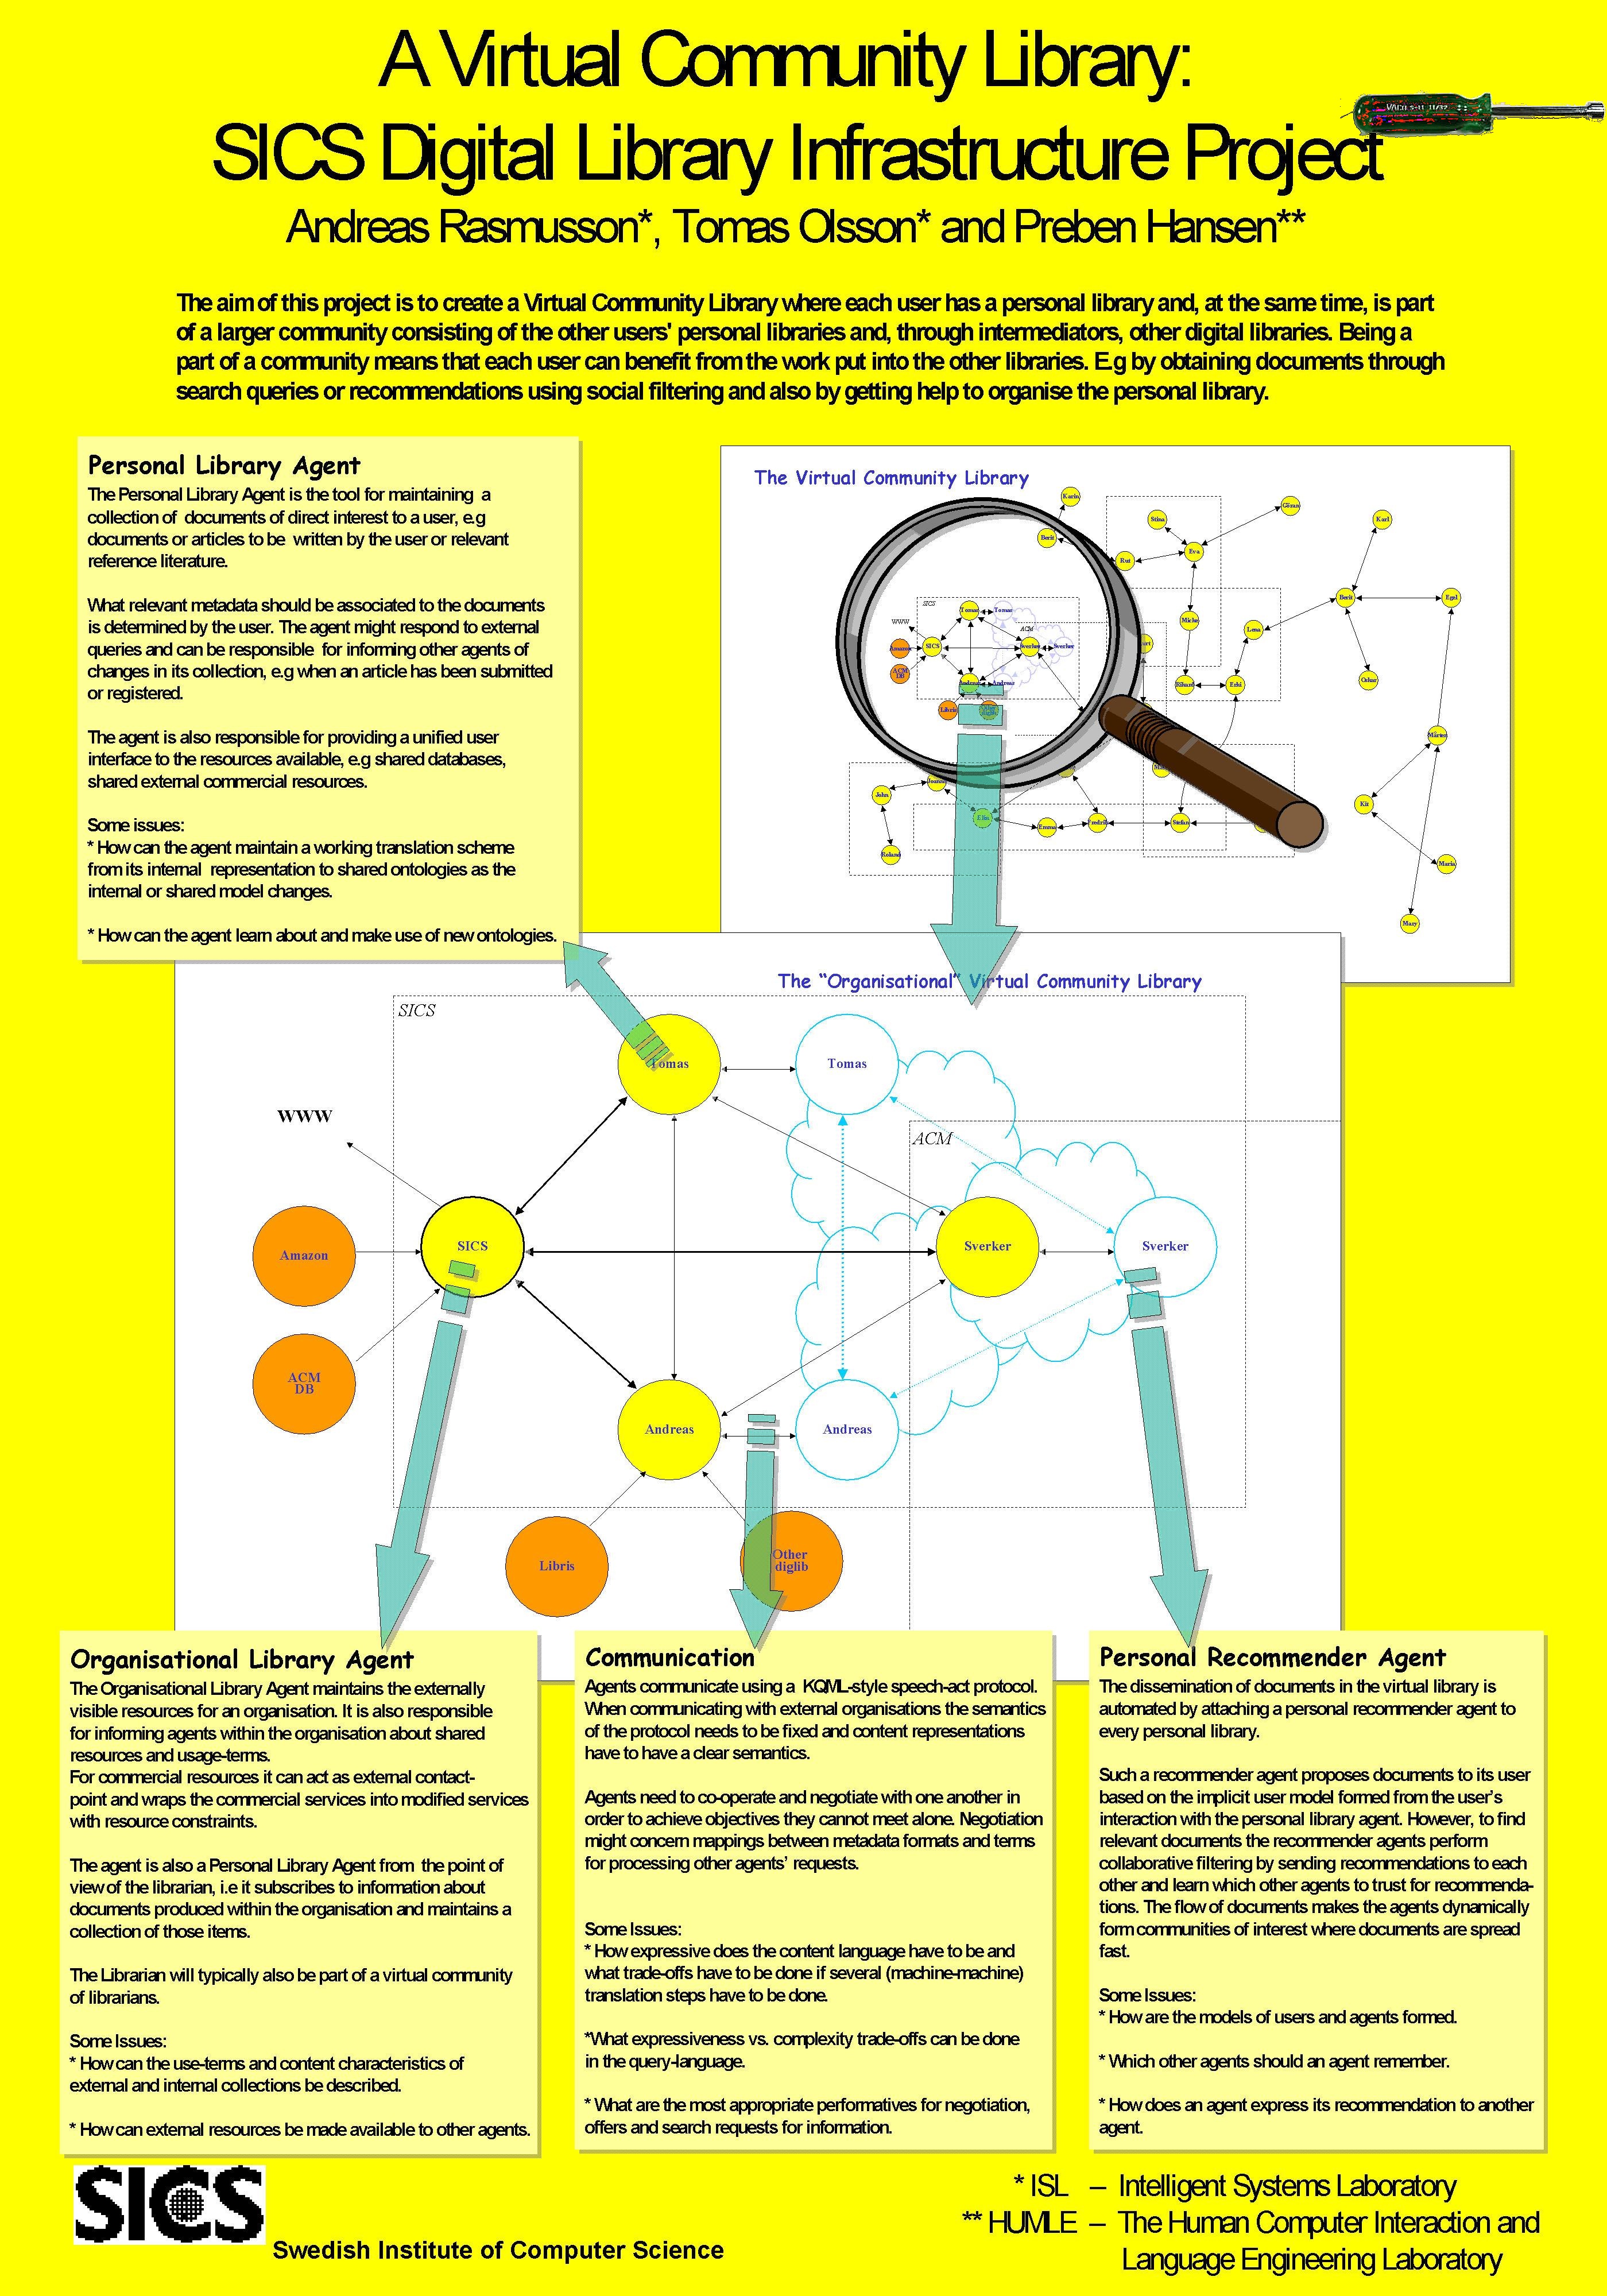 A Virtual Community Library:
SICS Digital Library Infrastructure Project
Andreas Rasmusson*, Tomas Olsson* and Preben Hansen**
The aim of this project is to create a Virtual Community Library where each user has a personal library and, at the same time, is part
of a larger community consisting of the other users' personal libraries and, through intermediators, other digital libraries. Being a
part of a community means that each user can benefit from the work put into the other libraries. E.g by obtaining documents through
search queries or recommendations using social filtering and also by getting help to organise the personal library.
Personal Library Agent
The Personal Library Agent is the tool for maintaining a
collection of documents of direct interest to a user, e.g
documents or articles to be written by the user or relevant
reference literature.
What relevant metadata should be associated to the documents
is determined by the user. The agent might respond to external
queries and can be responsible for informing other agents of
changes in its collection, e.g when an article has been submitted
or registered.
The agent is also responsible for providing a unified user
interface to the resources available, e.g shared databases,
shared external commercial resources.
Some issues:
* How can the agent maintain a working translation scheme
from its internal representation to shared ontologies as the
internal or shared model changes.
* How can the agent learn about and make use of new ontologies.
The Virtual Community Library
Karin
Berit
Stina
Göran
Karl
Rut
Eva
Berit
Egel
Micke
Lena
SICS
Tomas
Tomas
WWW
ACM
Amazon
SICS
Sverker
Sverker
ACM
DB
Andreas
Andreas
Rikard
Erki
Oskar
Libris
Mårten
John
Joanna
Kit
Elin
Emma
Fredrik
Stefan
Roland
Maria
Mary
The “Organisational” Virtual Community Library
SICS
Tomas
Tomas
WWW
ACM
Amazon
SICS
Sverker
Sverker
ACM
DB
Andreas
Andreas
Libris
Other
diglib
Organisational Library Agent
The Organisational Library Agent maintains the externally
visible resources for an organisation. It is also responsible
for informing agents within the organisation about shared
resources and usage-terms.
For commercial resources it can act as external contact-
point and wraps the commercial services into modified services
with resource constraints.
The agent is also a Personal Library Agent from the point of
view of the librarian, i.e it subscribes to information about
documents produced within the organisation and maintains a
collection of those items.
The Librarian will typically also be part of a virtual community
of librarians.
Some Issues:
* How can the use-terms and content characteristics of
external and internal collections be described.
* How can external resources be made available to other agents.
Communication
Agents communicate using a KQML-style speech-act protocol.
When communicating with external organisations the semantics
of the protocol needs to be fixed and content representations
have to have a clear semantics.
Agents need to co-operate and negotiate with one another in
order to achieve objectives they cannot meet alone. Negotiation
might concern mappings between metadata formats and terms
for processing other agents’ requests.
Some Issues:
* How expressive does the content language have to be and
what trade-offs have to be done if several (machine-machine)
translation steps have to be done.
*What expressiveness vs. complexity trade-offs can be done
in the query-language.
* What are the most appropriate performatives for negotiation,
offers and search requests for information.
Personal Recommender Agent
The dissemination of documents in the virtual library is
automated by attaching a personal recommender agent to
every personal library.
Such a recommender agent proposes documents to its user
based on the implicit user model formed from the user’s
interaction with the personal library agent. However, to find
relevant documents the recommender agents perform
collaborative filtering by sending recommendations to each
other and learn which other agents to trust for recommenda-
tions. The flow of documents makes the agents dynamically
form communities of interest where documents are spread
fast.
Some Issues:
* How are the models of users and agents formed.
* Which other agents should an agent remember.
* How does an agent express its recommendation to another
agent.
SICS
Swedish Institute of Computer Science
* ISL – Intelligent Systems Laboratory
** HUMLE – The Human Computer Interaction and
Language Engineering Laboratory